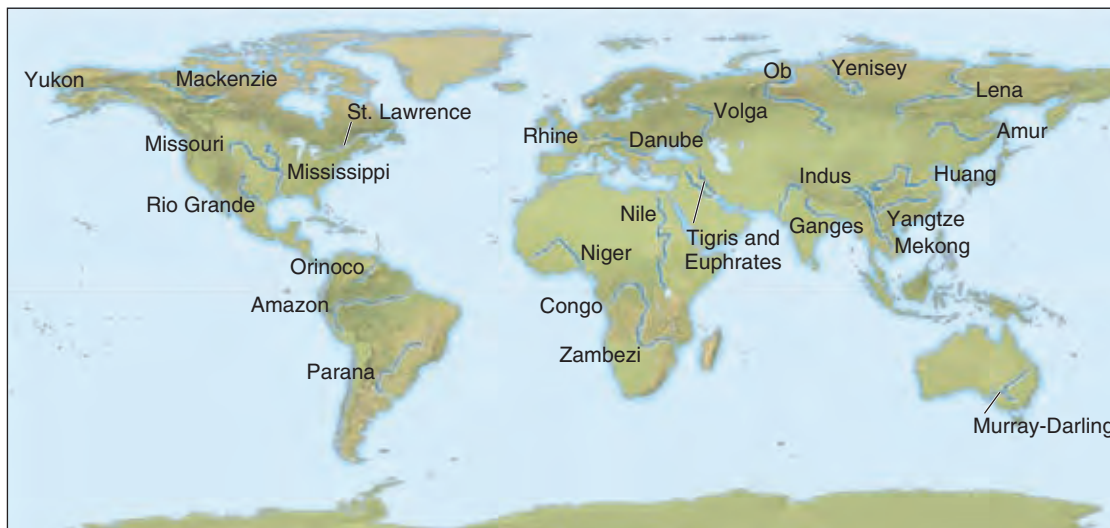 Yukon
Mackenzie
St. Lawrence
Missouri
Mississippi
Rio Grande
Orinoco
Amazon
Parana
Rhine
Danube
Volga
Ob
Yenisey
Lena
Amur
Indus
Huang
Ganges
Yangtze
Mekong
Nile
Tigris and
Euphrates
Niger
Congo
Zambezi
Murray-Darling